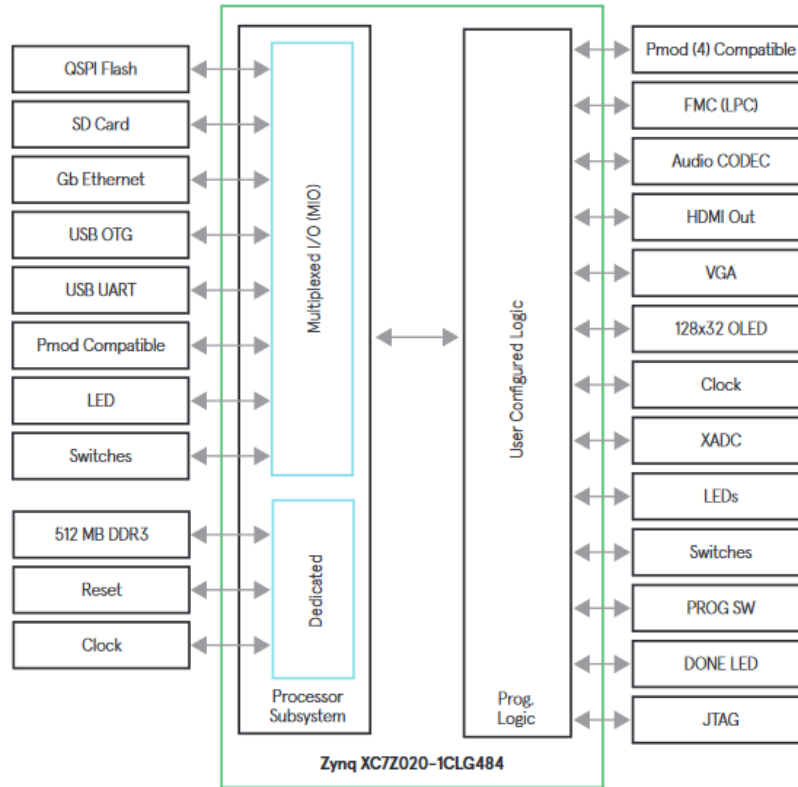 QSPI Flash
SD Card
Gb Ethernet
USB OTG
USB UART
Pmod Compatible
LED
Switches
512 MB DDR3
Reset
Clock
Multiplexed I/O (MIO)
Dedicated
Processor
Subsystem
User Configured Logic
Prog.
Logic
Pmod (4) Compatible
FMC (LPC)
Audio CODEC
HDMI Out
VGA
128x32 OLED
Clock
XADC
LEDs
Switches
PROG SW
DONE LED
JTAG
Zynq XC7Z020-1CLG484